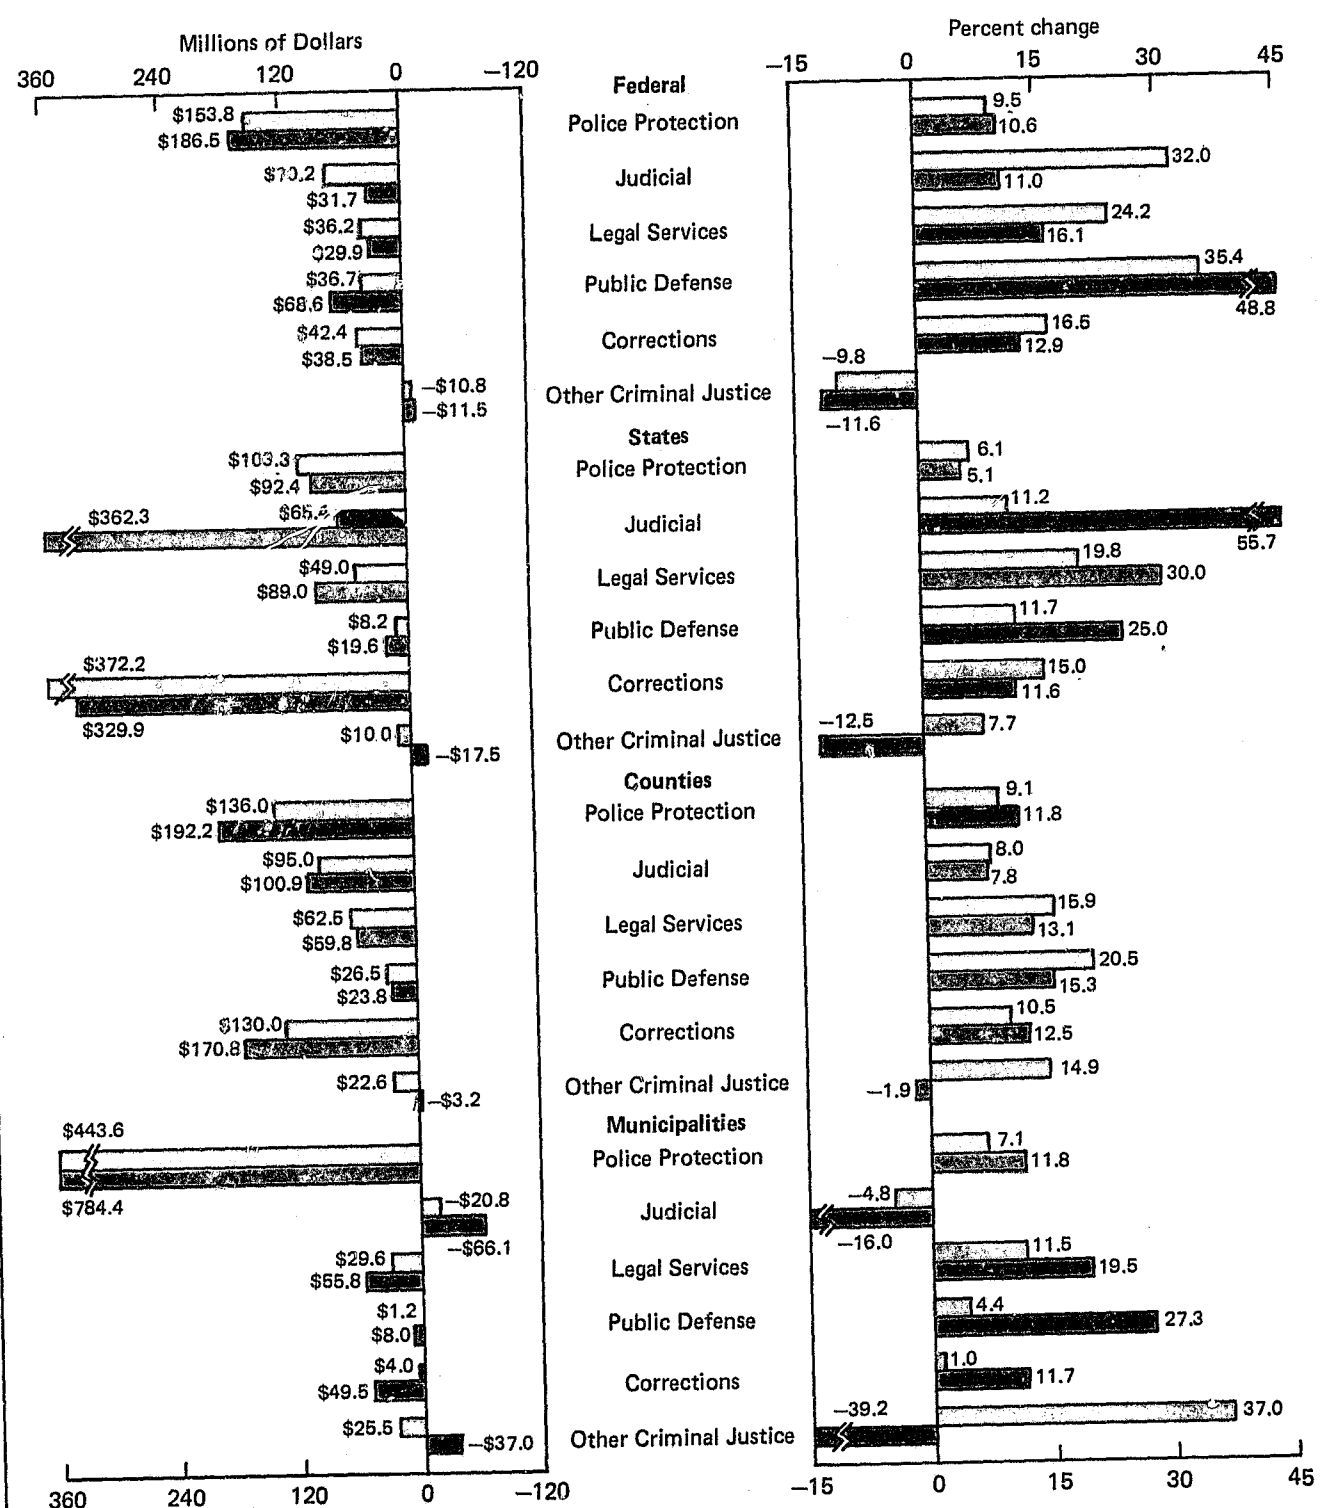 Millions of Dollars
360 240 120 0 −120
Percent change
−15 0 15 30 45
Federal
$153.8 Police Protection 9.5
$186.5 10.6
Judicial 32.0
$31.7 11.0
$36.2 Legal Services 24.2
29.9 16.1
$36.7 Public Defense 35.4
$68.6 48.8
$42.4 Corrections 16.6
$38.5 12.9
−$10.8 Other Criminal Justice −9.8
−$11.5 −11.6
States
$103.3 Police Protection 6.1
$92.4 5.1
Judicial 11.2
$362.3 55.7
$49.0 Legal Services 19.8
$89.0 30.0
$8.2 Public Defense 11.7
$19.6 25.0
$372.2 Corrections 15.0
$329.9 11.6
$10.0 Other Criminal Justice 7.7
−$17.5 −12.5
Counties
$136.0 Police Protection 9.1
$192.2 11.8
$95.0 Judicial 8.0
$100.9 7.8
$62.5 Legal Services 15.9
$59.8 13.1
$26.5 Public Defense 20.5
$23.8 15.3
$130.0 Corrections 10.5
$170.8 12.5
$22.6 Other Criminal Justice 14.9
−$3.2 −1.9
Municipalities
$443.6 Police Protection 7.1
$784.4 11.8
−$20.8 Judicial −4.8
−$66.1 −16.0
$29.6 Legal Services 11.5
$55.8 19.5
$1.2 Public Defense 4.4
$8.0 27.3
$4.0 Corrections 1.0
$49.5 11.7
$25.5 Other Criminal Justice 37.0
−$37.0 −39.2
360 240 120 0 −120
−15 0 15 30 45